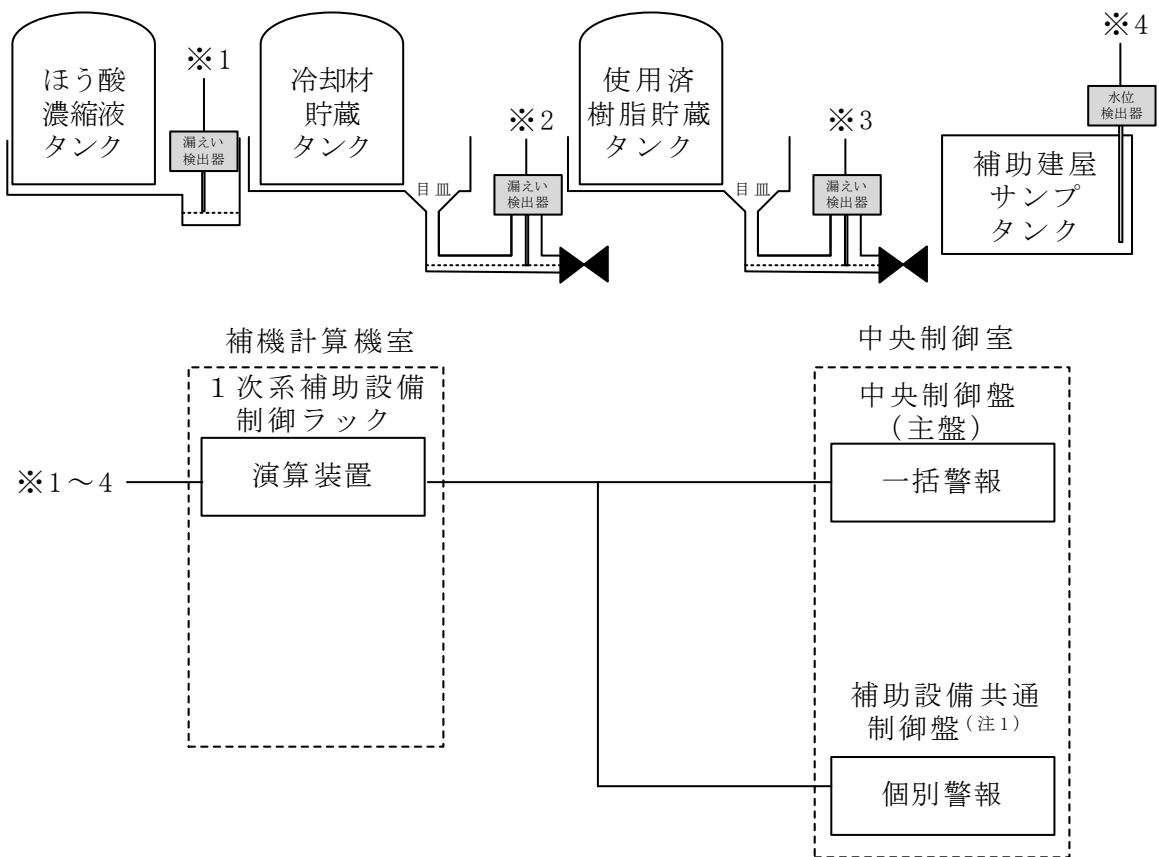 ほう酸
濃縮液
タンク
※1
漏えい
検出器
冷却材
貯蔵
タンク
※2
目皿
漏えい
検出器
使用済
樹脂貯蔵
タンク
※3
目皿
漏えい
検出器
※4
水位
検出器
補助建屋
サンプ
タンク
補機計算機室
1次系補助設備
制御ラック
※1~4
演算装置
中央制御室
中央制御盤
(主盤)
一括警報
補助設備共通
制御盤(注1)
個別警報